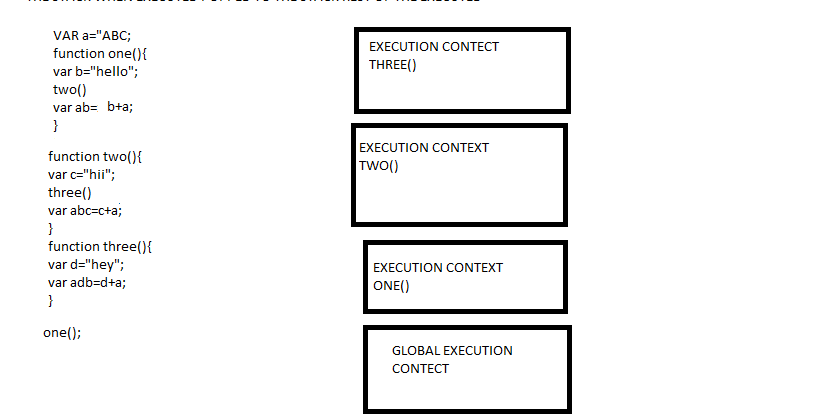 VAR a="ABC;
function one(){
var b="hello";
two()
var ab= b+a;
}
function two(){
var c="hii";
three()
var abc=c+a;
}
function three(){
var d="hey";
var adb=d+a;
}
one();
EXECUTION CONTECT
THREE()
EXECUTION CONTEXT
TWO()
EXECUTION CONTEXT
ONE()
GLOBAL EXECUTION
CONTECT